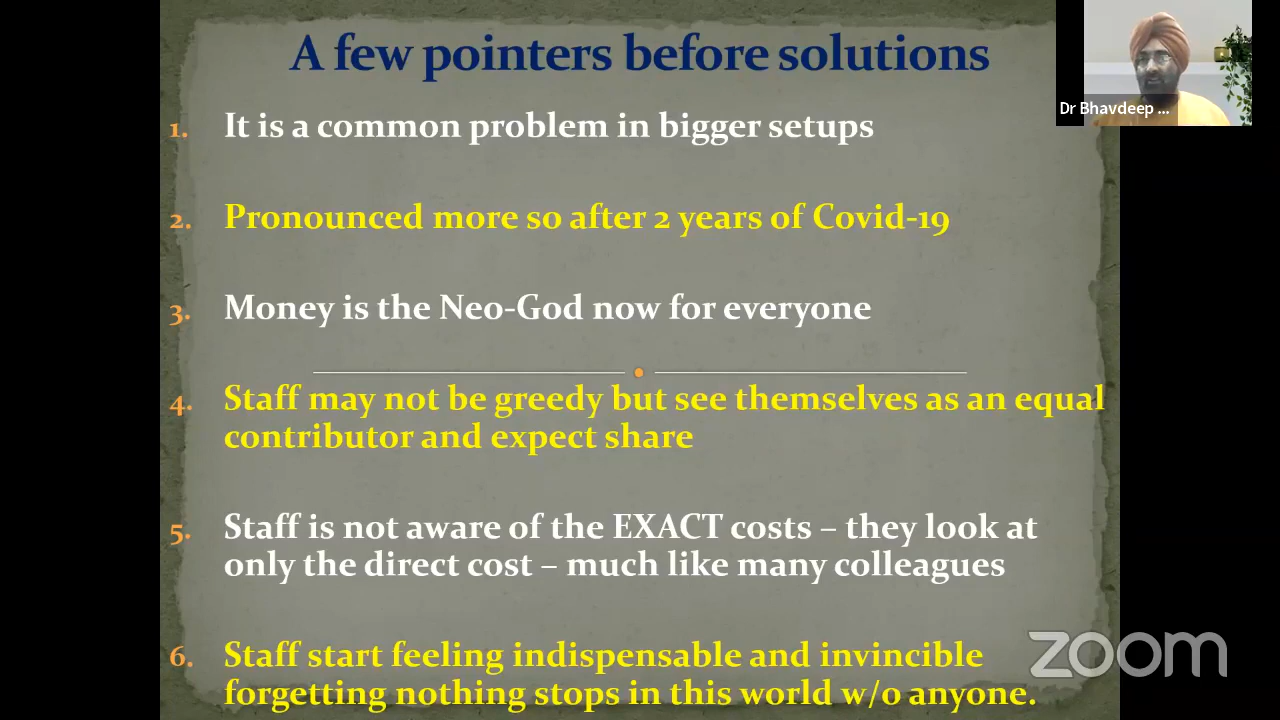 A few pointers before solutions
Dr Bhavdeep ...
1. It is a common problem in bigger setups
2. Pronounced more so after 2 years of Covid-19
3. Money is the Neo-God now for everyone
4. Staff may not be greedy but see themselves as an equal
contributor and expect share
5. Staff is not aware of the EXACT costs – they look at
only the direct cost – much like many colleagues
6. Staff start feeling indispensable and invincible
forgetting nothing stops in this world w/o anyone.
zoom